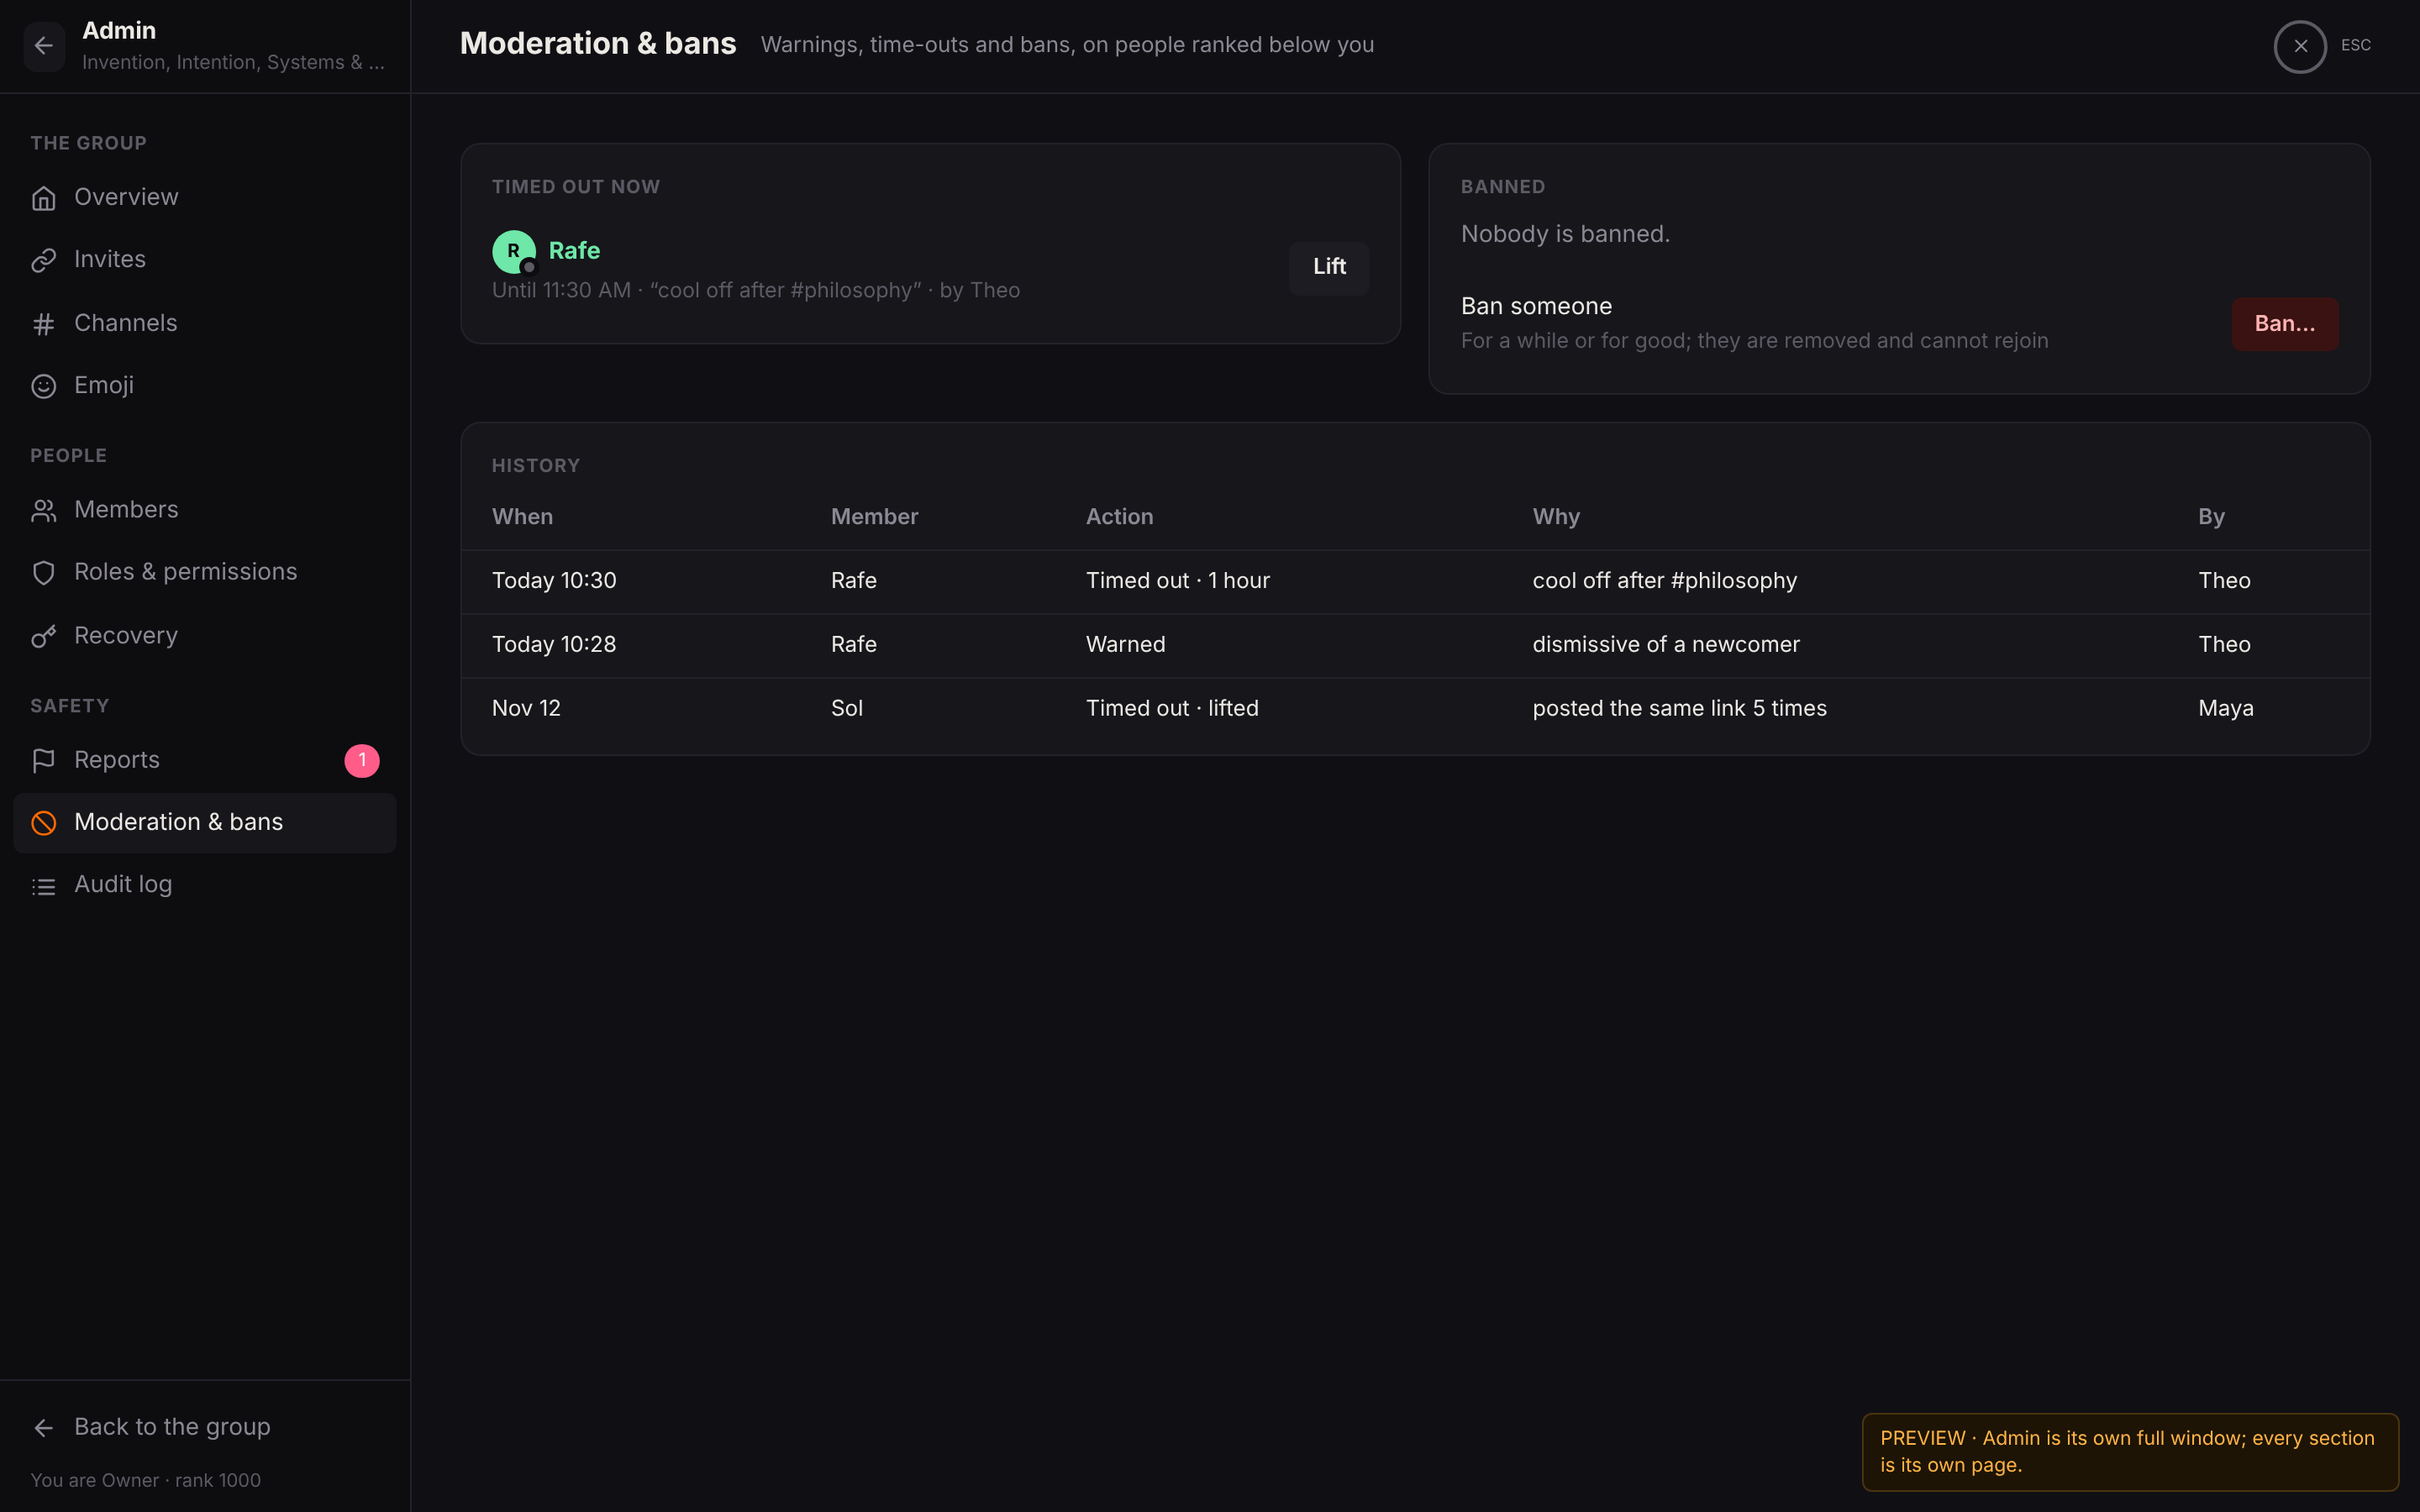 Admin
Invention, Intention, Systems & ...
THE GROUP
Overview
Invites
Channels
Emoji
PEOPLE
Members
Roles & permissions
Recovery
SAFETY
Reports 1
Moderation & bans
Audit log
Back to the group
You are Owner · rank 1000
Moderation & bans Warnings, time-outs and bans, on people ranked below you
ESC
TIMED OUT NOW
R Rafe
Until 11:30 AM · “cool off after #philosophy” · by Theo
Lift
BANNED
Nobody is banned.
Ban someone
For a while or for good; they are removed and cannot rejoin
Ban...
HISTORY
When Member Action Why By
Today 10:30 Rafe Timed out · 1 hour cool off after #philosophy Theo
Today 10:28 Rafe Warned dismissive of a newcomer Theo
Nov 12 Sol Timed out · lifted posted the same link 5 times Maya
PREVIEW · Admin is its own full window; every section
is its own page.